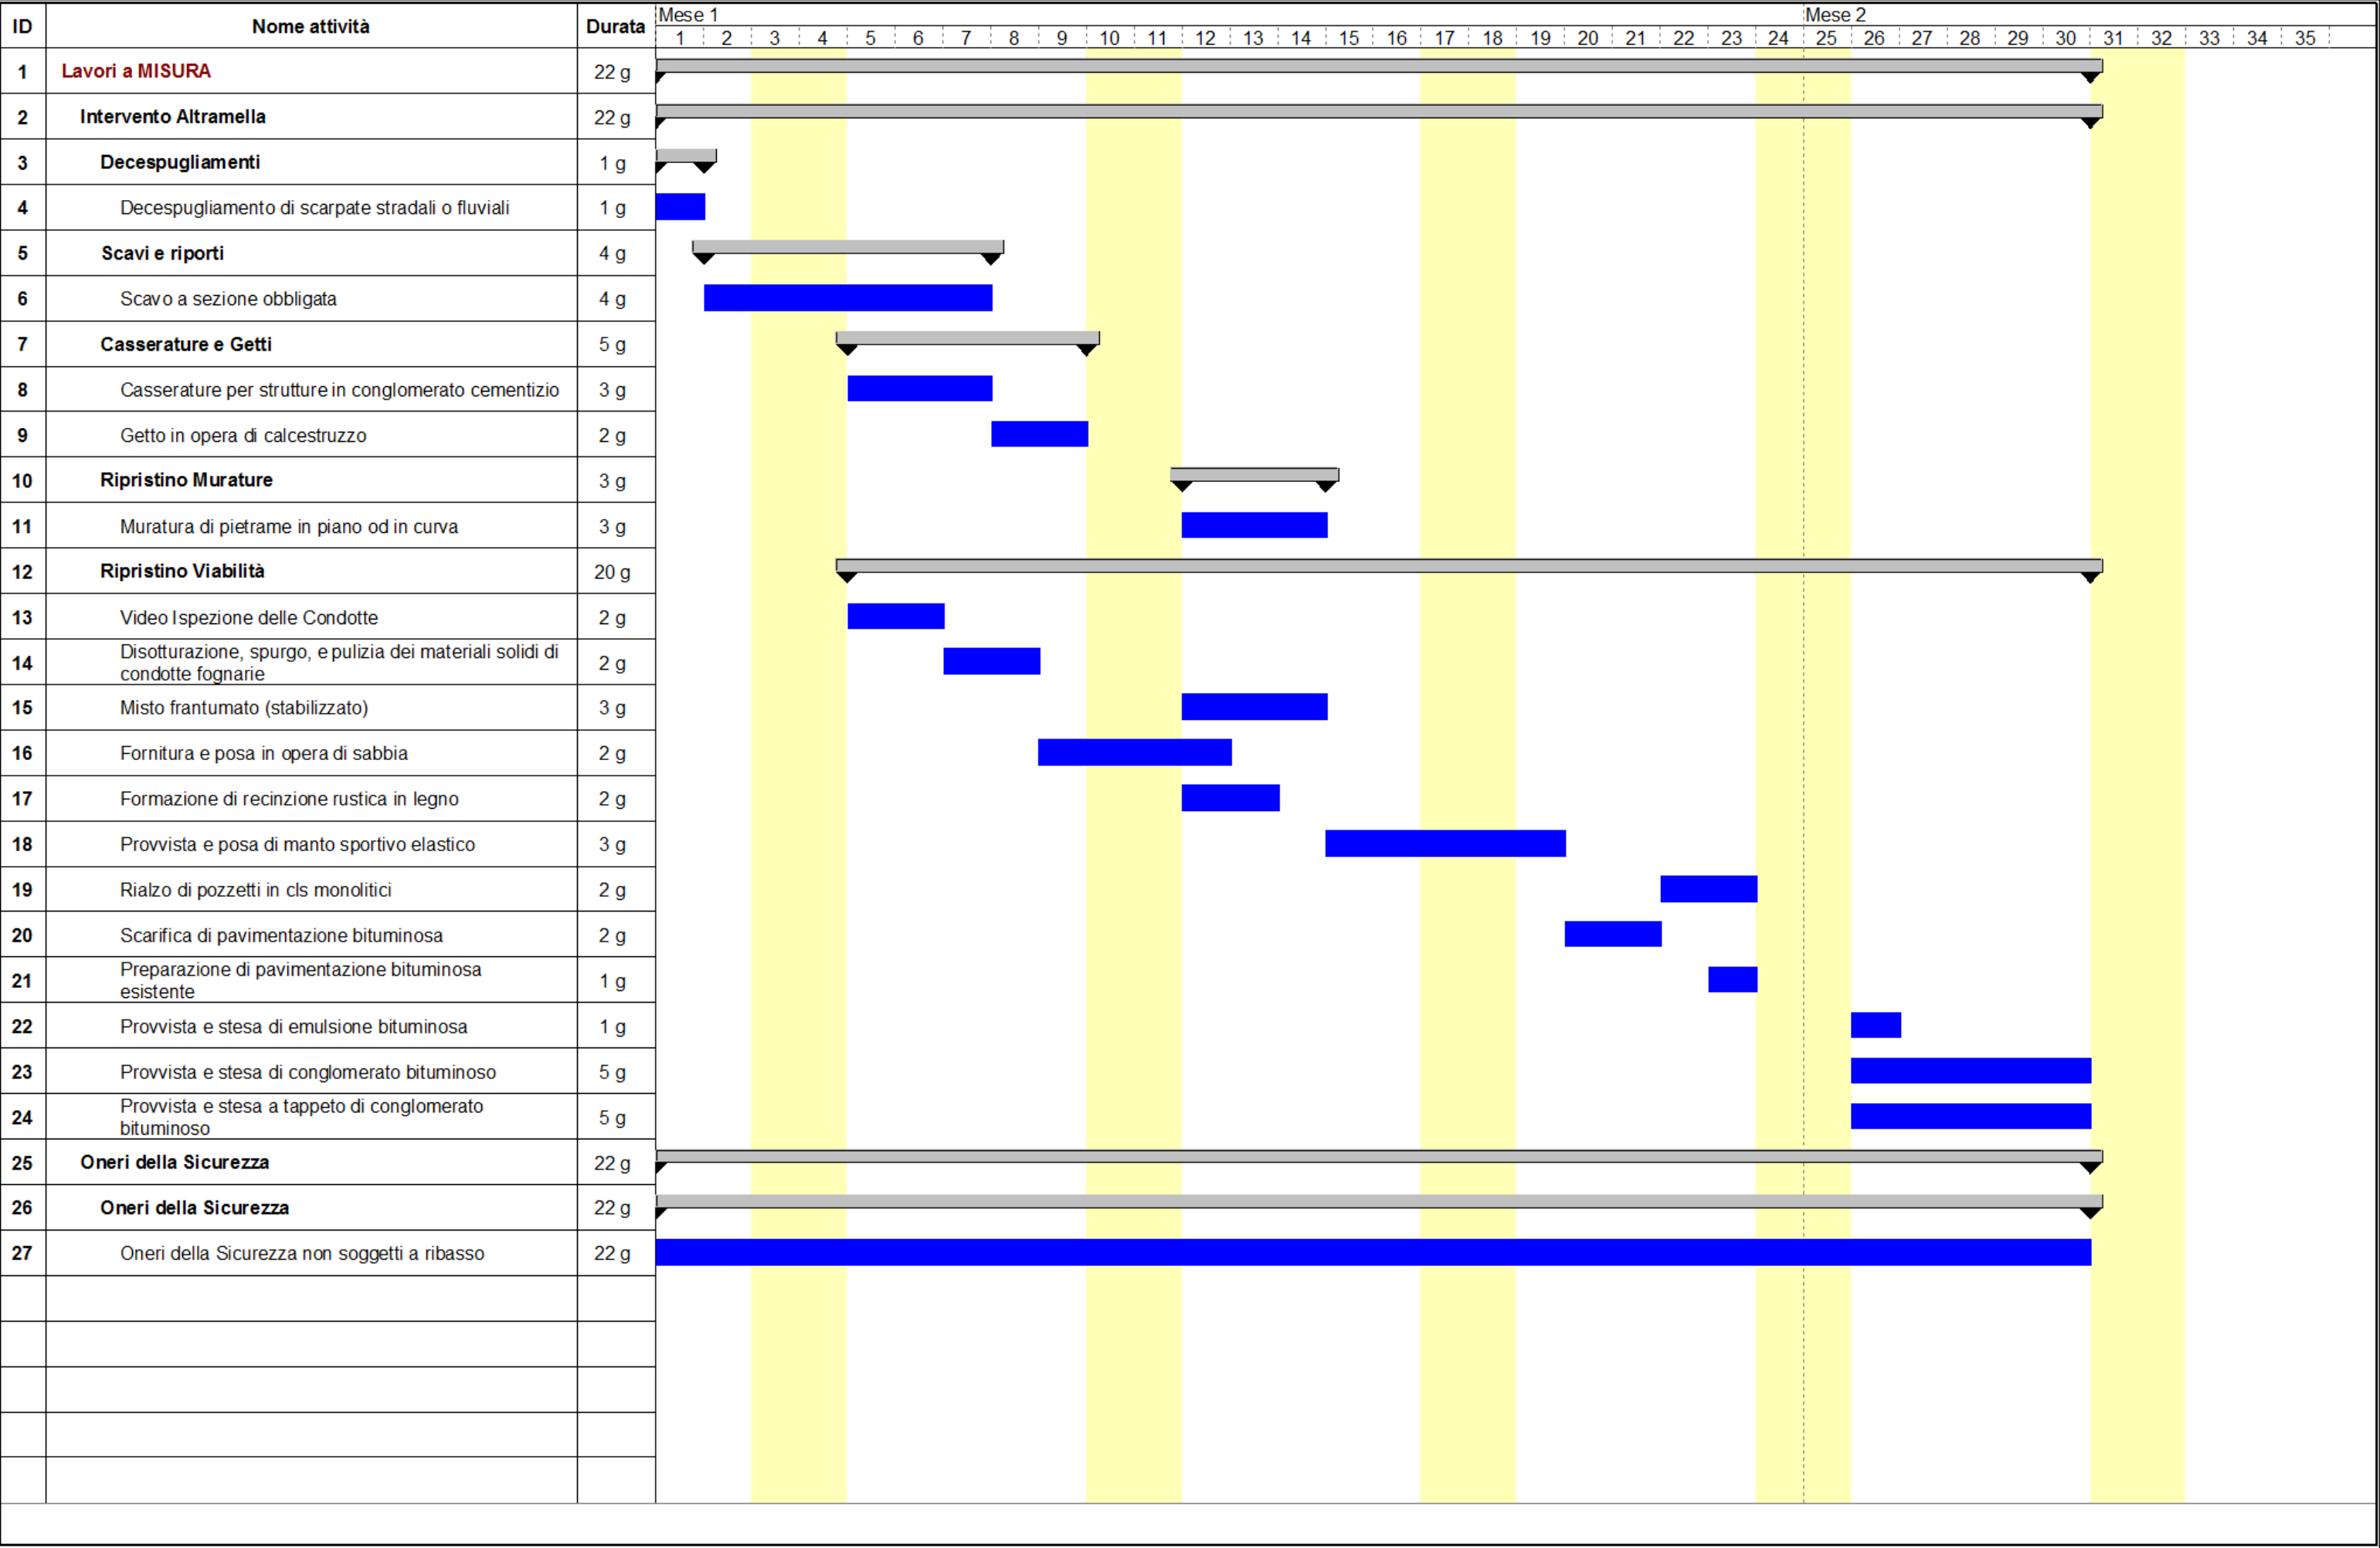 ID Nome attività Durata Mese 1 Mese 2
1 2 3 4 5 6 7 8 9 10 11 12 13 14 15 16 17 18 19 20 21 22 23 24 25 26 27 28 29 30 31 32 33 34 35
1 Lavori a MISURA 22 g
2 Intervento Altramella 22 g
3 Decespugliamenti 1 g
4 Decespugliamento di scarpate stradali o fluviali 1 g
5 Scavi e riporti 4 g
6 Scavo a sezione obbligata 4 g
7 Casserature e Getti 5 g
8 Casserature per strutture in conglomerato cementizio 3 g
9 Getto in opera di calcestruzzo 2 g
10 Ripristino Murature 3 g
11 Muratura di pietrame in piano od in curva 3 g
12 Ripristino Viabilità 20 g
13 Video Ispezione delle Condotte 2 g
14 Disotturazione, spurgo, e pulizia dei materiali solidi di
condotte fognarie 2 g
15 Misto frantumato (stabilizzato) 3 g
16 Fornitura e posa in opera di sabbia 2 g
17 Formazione di recinzione rustica in legno 2 g
18 Provvista e posa di manto sportivo elastico 3 g
19 Rialzo di pozzetti in cls monolitici 2 g
20 Scarifica di pavimentazione bituminosa 2 g
21 Preparazione di pavimentazione bituminosa
esistente 1 g
22 Provvista e stesa di emulsione bituminosa 1 g
23 Provvista e stesa di conglomerato bituminoso 5 g
24 Provvista e stesa a tappeto di conglomerato
bituminoso 5 g
25 Oneri della Sicurezza 22 g
26 Oneri della Sicurezza 22 g
27 Oneri della Sicurezza non soggetti a ribasso 22 g